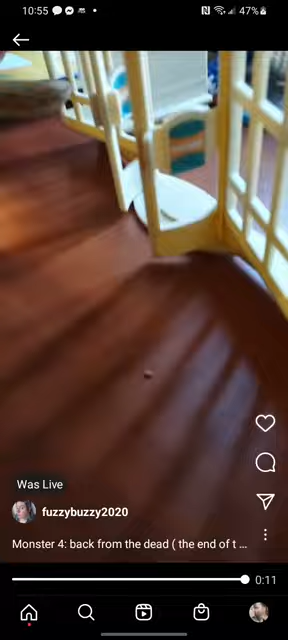 10:55
47%
Was Live
fuzzybuzzy2020
Monster 4: back from the dead ( the end of t ...
0:11